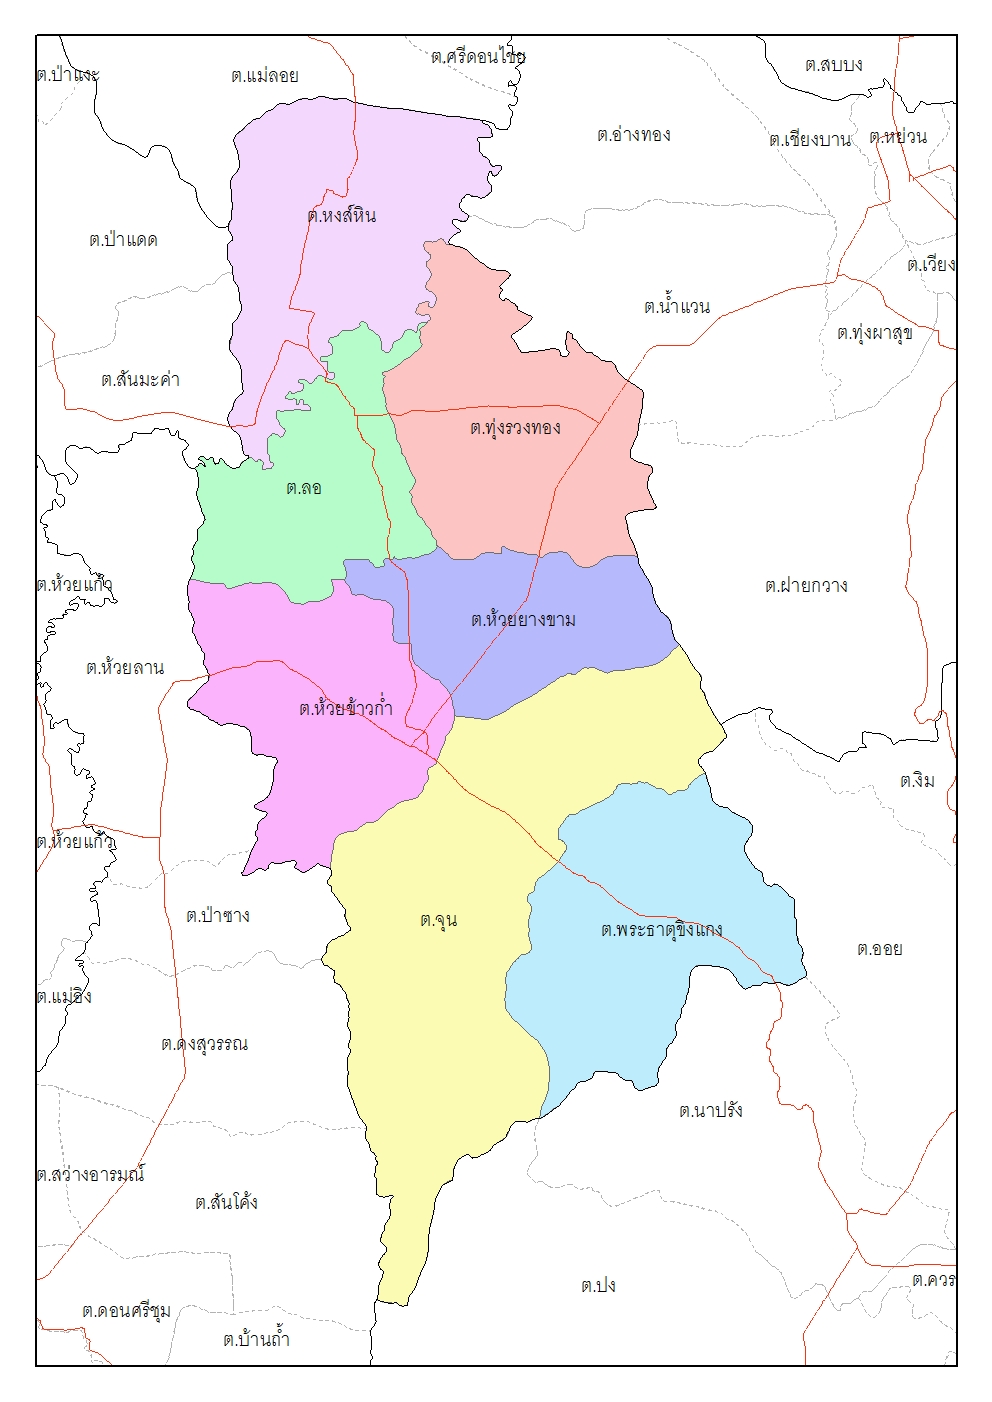 ต.ศรีดอนไชย
ต.สบบง
ต.ป่าแงะ
ต.แม่ลอย
ต.อ่างทอง
ต.เชียงบาน
ต.หย่วน
ต.หงส์หิน
ต.ป่าแดด
ต.เวียง
ต.น้ำแวน
ต.ทุ่งผาสุข
ต.สันมะค่า
ต.ทุ่งรวงทอง
ต.ลอ
ต.ห้วยแก้ว
ต.ฝายกวาง
ต.ห้วยยางขาม
ต.ห้วยลาน
ต.ห้วยข้าวก่ำ
ต.งิม
ต.ห้วยแก้ว
ต.ป่าซาง
ต.จุน
ต.พระธาตุขิงแกง
ต.ออย
ต.แม่อิง
ต.ดงสุวรรณ
ต.นาปรัง
ต.สว่างอารมณ์
ต.สันโค้ง
ต.ควร
ต.ปง
ต.ดอนศรีชุม
ต.บ้านถ้ำ